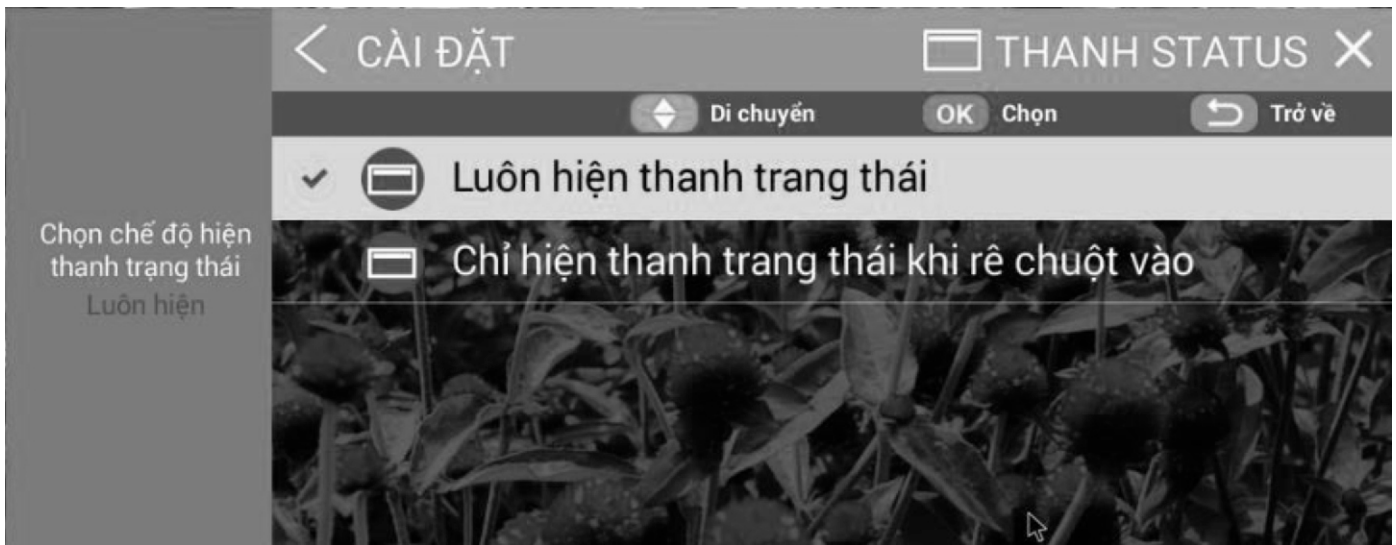 CÀI ĐẶT
THANH STATUS
Di chuyển
OK Chọn
Trở về
Luôn hiện thanh trang thái
Chỉ hiện thanh trang thái khi rê chuột vào
Chọn chế độ hiện
thanh trạng thái
Luôn hiện